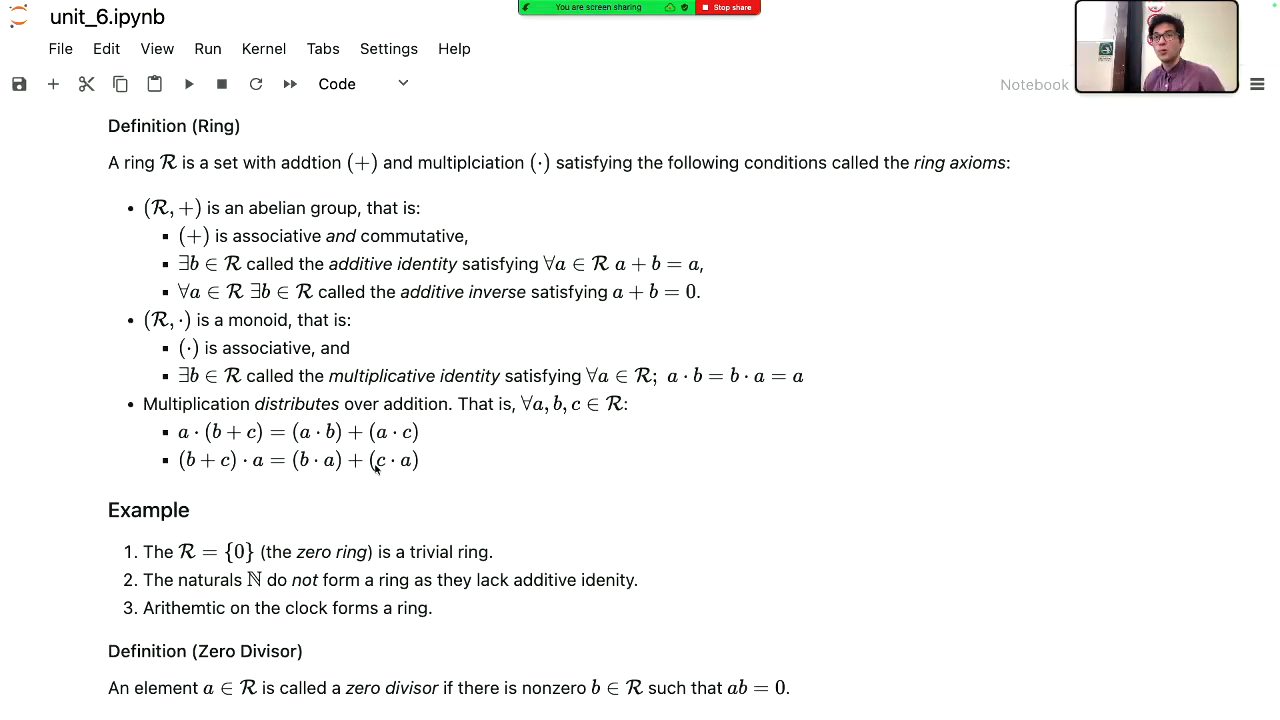 unit_6.ipynb
You are screen sharing
Stop share
File Edit View Run Kernel Tabs Settings Help
Code
Notebook
Definition (Ring)
A ring ℛ is a set with addtion (+) and multiplciation (·) satisfying the following conditions called the ring axioms:
• (ℛ, +) is an abelian group, that is:
▪ (+) is associative and commutative,
▪ ∃b ∈ ℛ called the additive identity satisfying ∀a ∈ ℛ a + b = a,
▪ ∀a ∈ ℛ ∃b ∈ ℛ called the additive inverse satisfying a + b = 0.
• (ℛ, ·) is a monoid, that is:
▪ (·) is associative, and
▪ ∃b ∈ ℛ called the multiplicative identity satisfying ∀a ∈ ℛ; a · b = b · a = a
• Multiplication distributes over addition. That is, ∀a, b, c ∈ ℛ:
▪ a · (b + c) = (a · b) + (a · c)
▪ (b + c) · a = (b · a) + (c · a)
Example
1. The ℛ = {0} (the zero ring) is a trivial ring.
2. The naturals ℕ do not form a ring as they lack additive idenity.
3. Arithemtic on the clock forms a ring.
Definition (Zero Divisor)
An element a ∈ ℛ is called a zero divisor if there is nonzero b ∈ ℛ such that ab = 0.